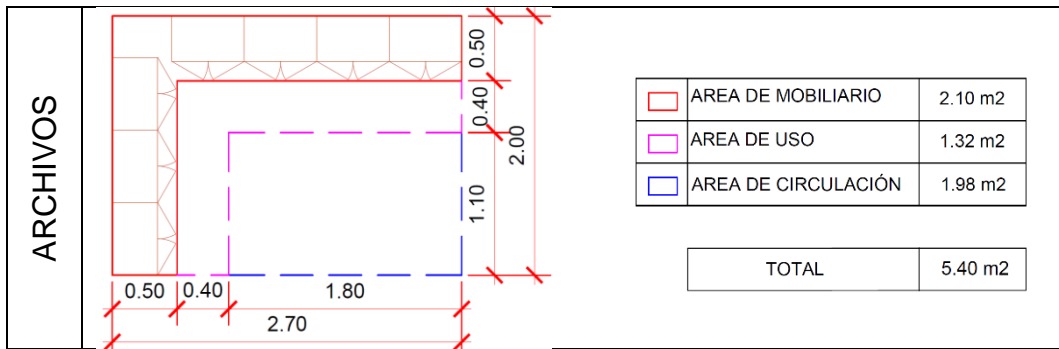 ARCHIVOS
0.50
0.40
2.00
1.10
0.50 0.40 1.80
2.70
AREA DE MOBILIARIO 2.10 m2
AREA DE USO 1.32 m2
AREA DE CIRCULACIÓN 1.98 m2
TOTAL 5.40 m2